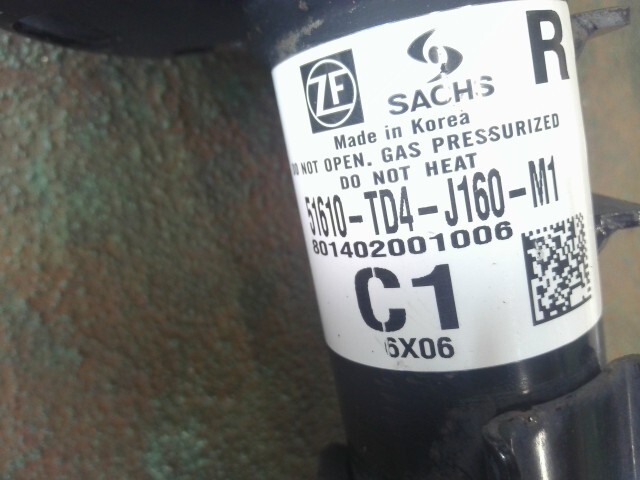 ZF
SACHS
R
Made in Korea
DO NOT OPEN. GAS PRESSURIZED
DO NOT HEAT
51610-TD4-J160-M1
801402001006
C1
6X06